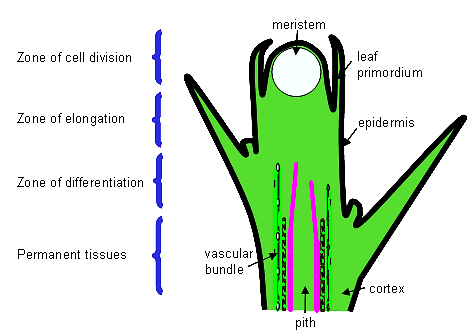 meristem
Zone of cell division
leaf
primordium
Zone of elongation
epidermis
Zone of differentiation
Permanent tissues
vascular
bundle
cortex
pith